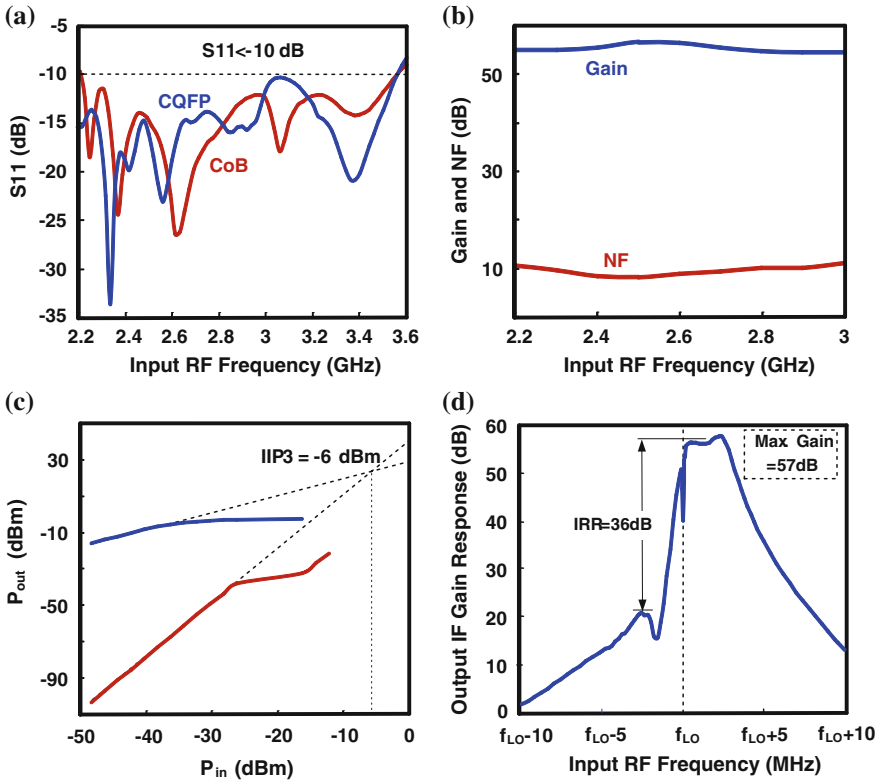 (a)
-5
-10
-15
-20
-25
-30
-35
S11 (dB)
S11<-10 dB
CQFP
CoB
2.2 2.4 2.6 2.8 3 3.2 3.4 3.6
Input RF Frequency (GHz)
(b)
50
30
10
Gain and NF (dB)
Gain
NF
2.2 2.4 2.6 2.8 3
Input RF Frequency (GHz)
(c)
30
-10
-50
-90
Pout (dBm)
IIP3 = -6 dBm
-50 -40 -30 -20 -10 0
Pin (dBm)
(d)
60
50
40
30
20
10
0
Output IF Gain Response (dB)
Max. Gain
=57dB
IRR=36dB
fLO-10 fLO-5 fLO fLO+5 fLO+10
Input RF Frequency (MHz)